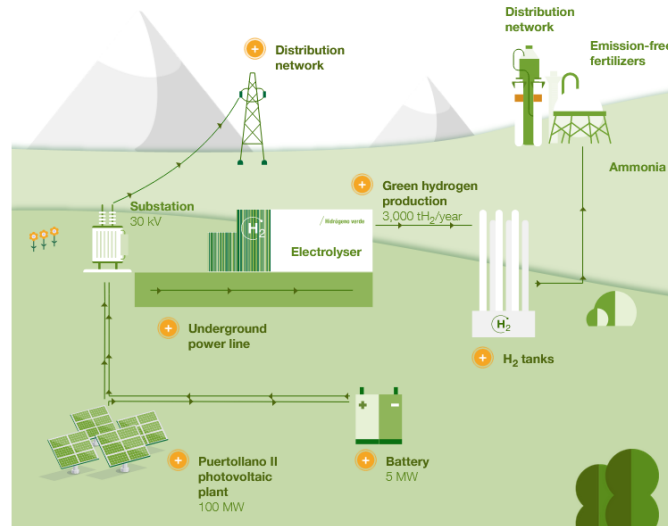 Distribution
network
Distribution
network
Emission-free
fertilizers
Ammonia
Substation
30 kV
Green hydrogen
production
3,000 tH₂/year
H₂
Hidrógeno verde
Electrolyser
Underground
power line
H₂
H₂ tanks
Puertollano II
photovoltaic
plant
100 MW
Battery
5 MW